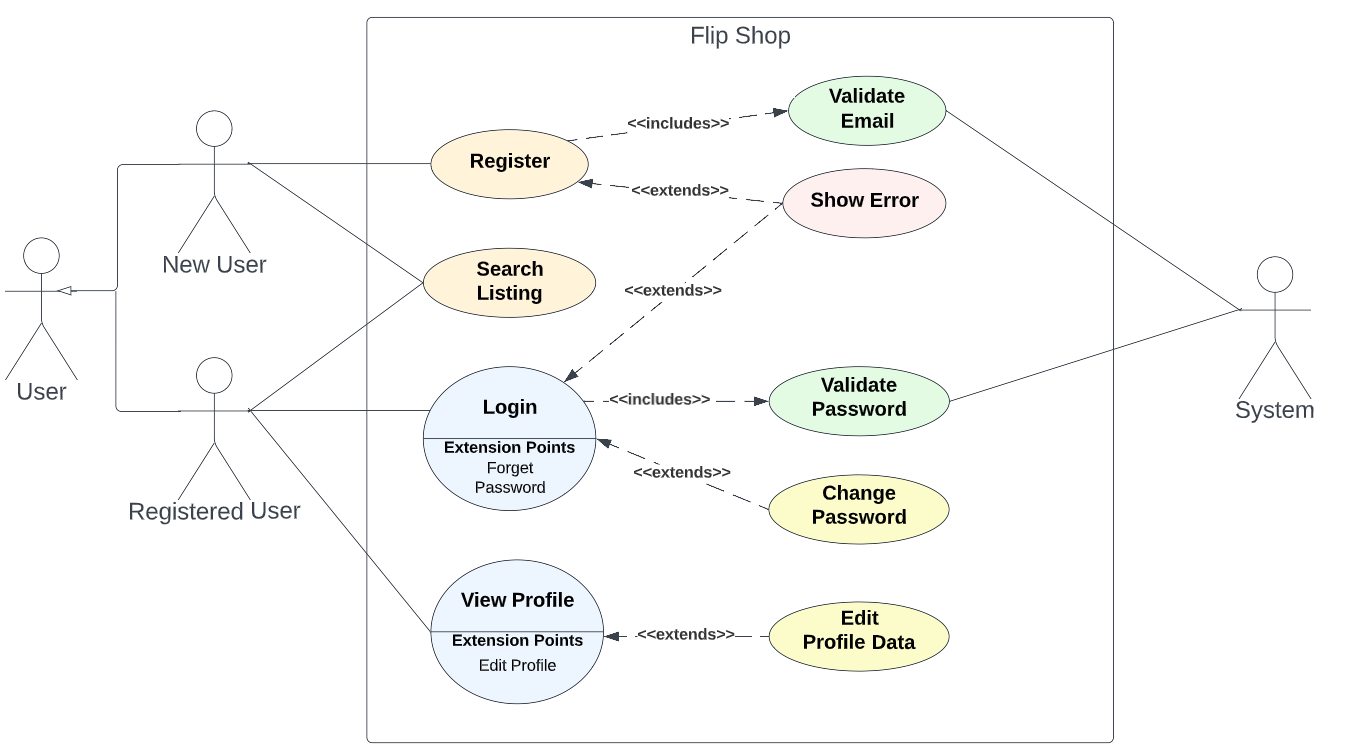 Flip Shop
Validate
Email
<<includes>>
Register
<<extends>>
Show Error
New User
Search
Listing
<<extends>>
User
Login
<<includes>>
Validate
Password
System
Extension Points
Forget
Password
<<extends>>
Change
Password
Registered User
View Profile
Extension Points
Edit Profile
<<extends>>
Edit
Profile Data